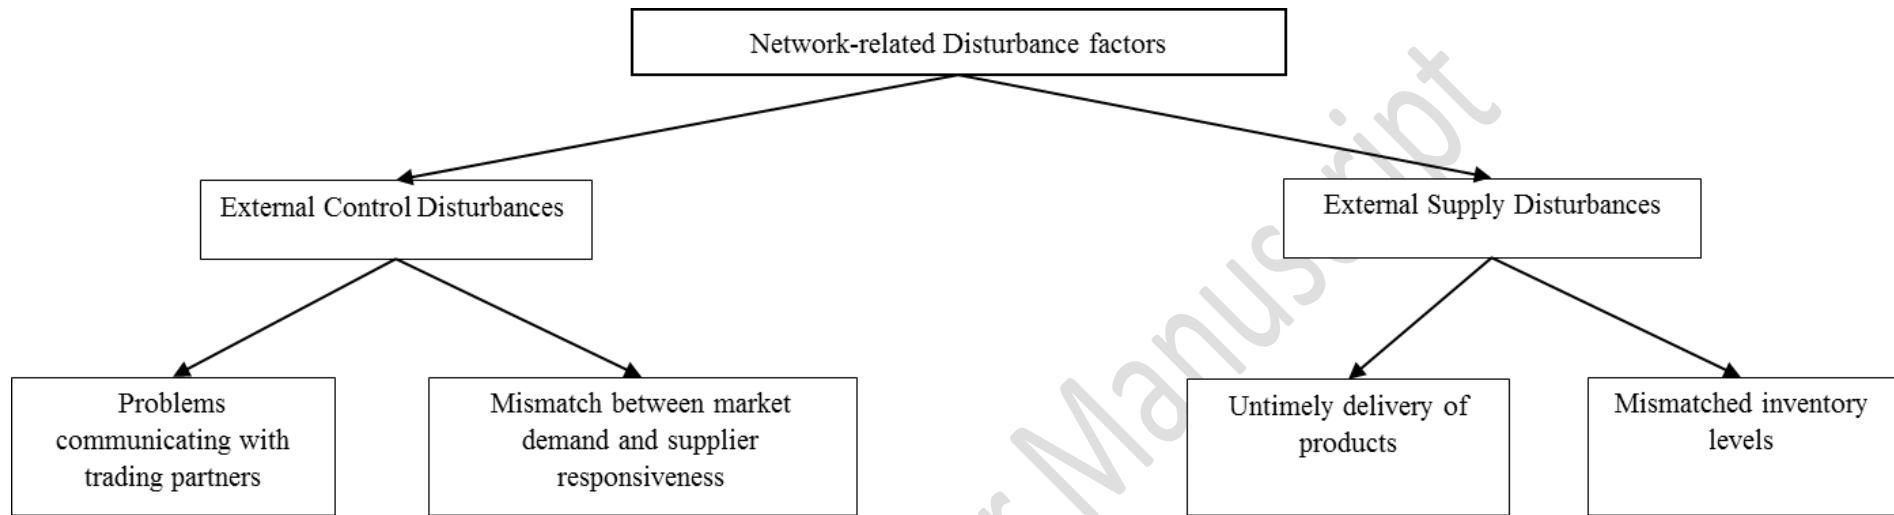 Network-related Disturbance factors
External Control Disturbances
External Supply Disturbances
Problems
communicating with
trading partners
Mismatch between market
demand and supplier
responsiveness
Untimely delivery of
products
Mismatched inventory
levels
r Manuscript